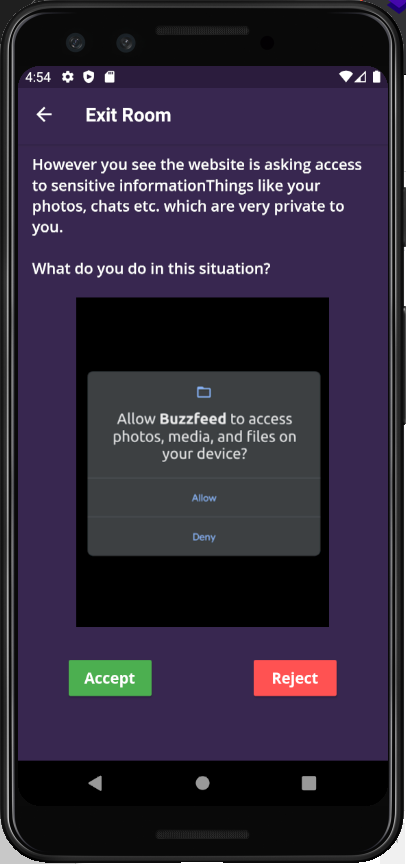 4:54
Exit Room
However you see the website is asking access
to sensitive informationThings like your
photos, chats etc. which are very private to
you.
What do you do in this situation?
Allow Buzzfeed to access
photos, media, and files on
your device?
Allow
Deny
Accept
Reject